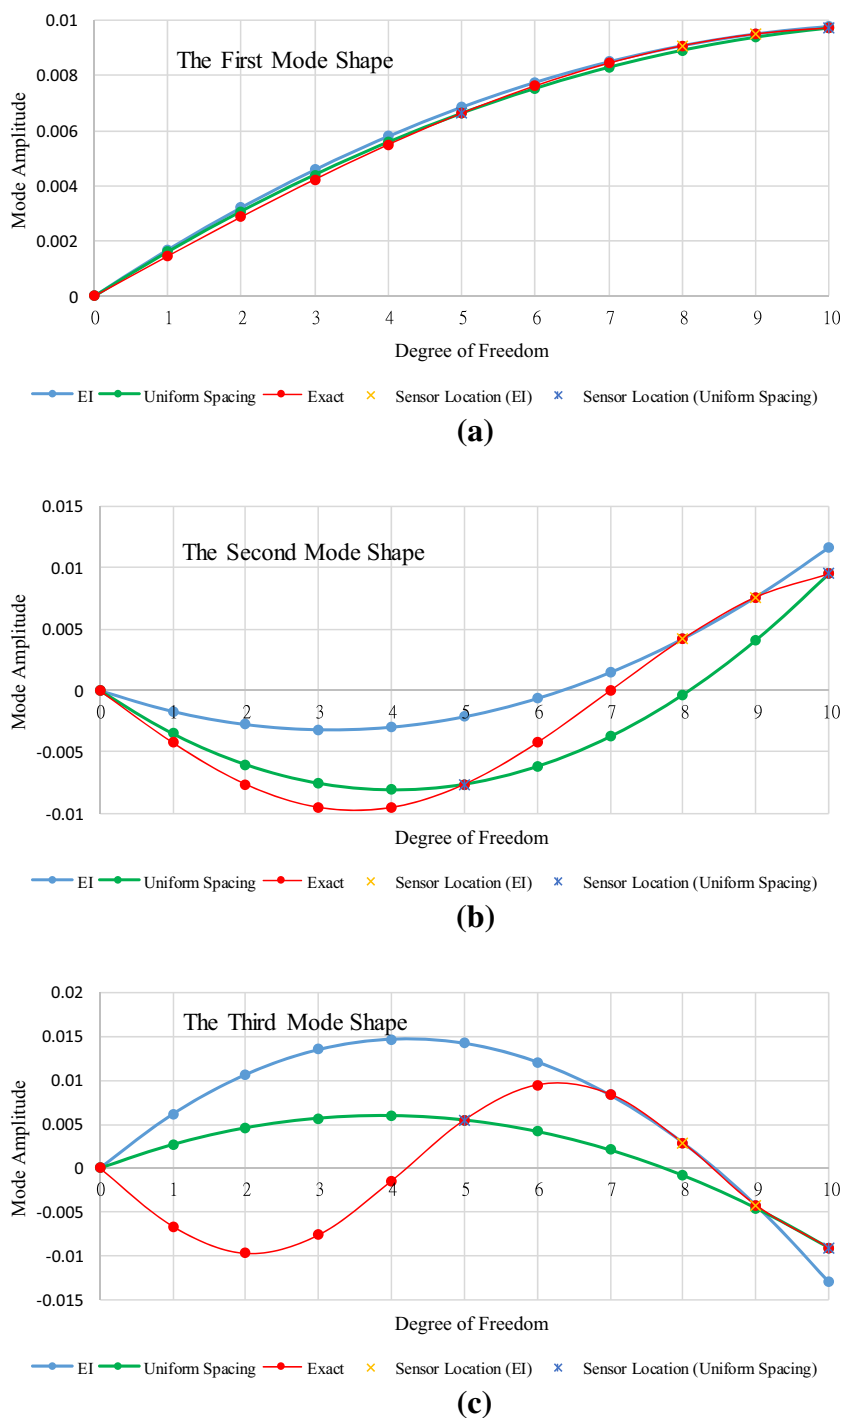 0.01
The First Mode Shape
0.008
0.006
0.004
0.002
0
Mode Amplitude
0 1 2 3 4 5 6 7 8 9 10
Degree of Freedom
EI Uniform Spacing Exact Sensor Location (EI) Sensor Location (Uniform Spacing)
(a)
0.015
The Second Mode Shape
0.01
0.005
0
-0.005
-0.01
Mode Amplitude
0 1 2 3 4 5 6 7 8 9 10
Degree of Freedom
EI Uniform Spacing Exact Sensor Location (EI) Sensor Location (Uniform Spacing)
(b)
0.02
The Third Mode Shape
0.015
0.01
0.005
0
-0.005
-0.01
-0.015
Mode Amplitude
0 1 2 3 4 5 6 7 8 9 10
Degree of Freedom
EI Uniform Spacing Exact Sensor Location (EI) Sensor Location (Uniform Spacing)
(c)